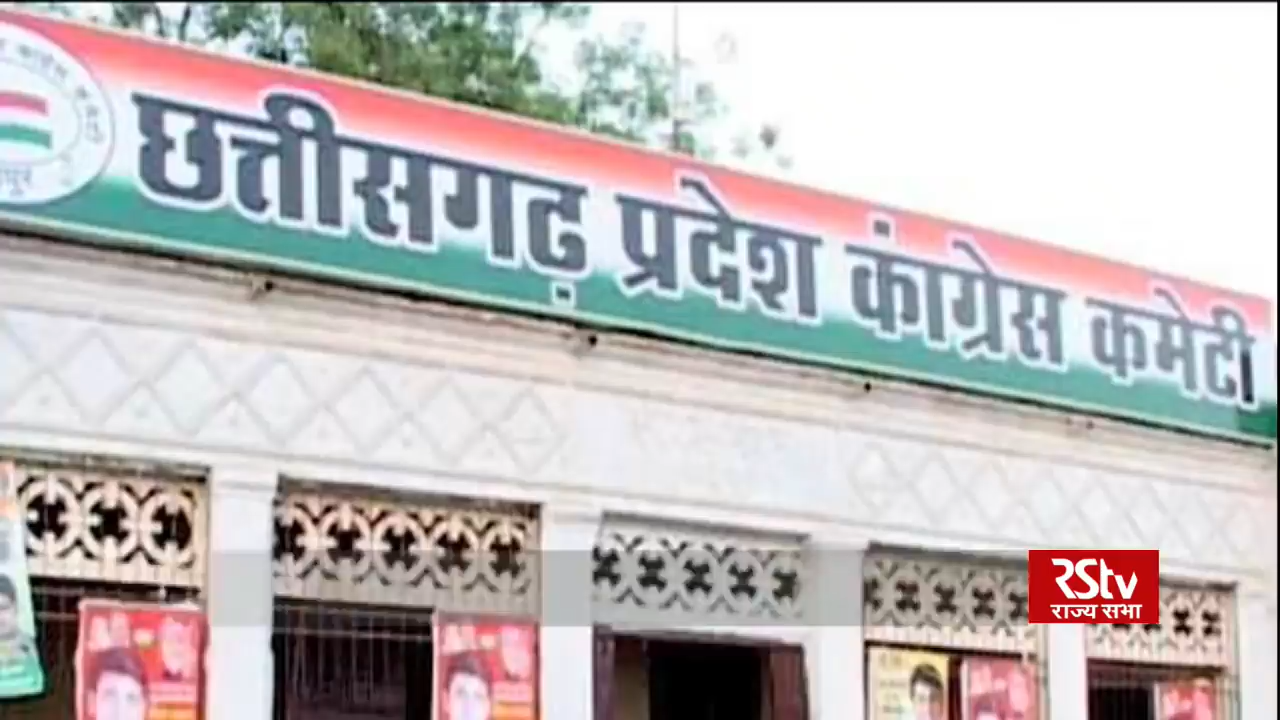 छत्तीसगढ़ प्रदेश कांग्रेस कमेटी
RStv
राज्य सभा